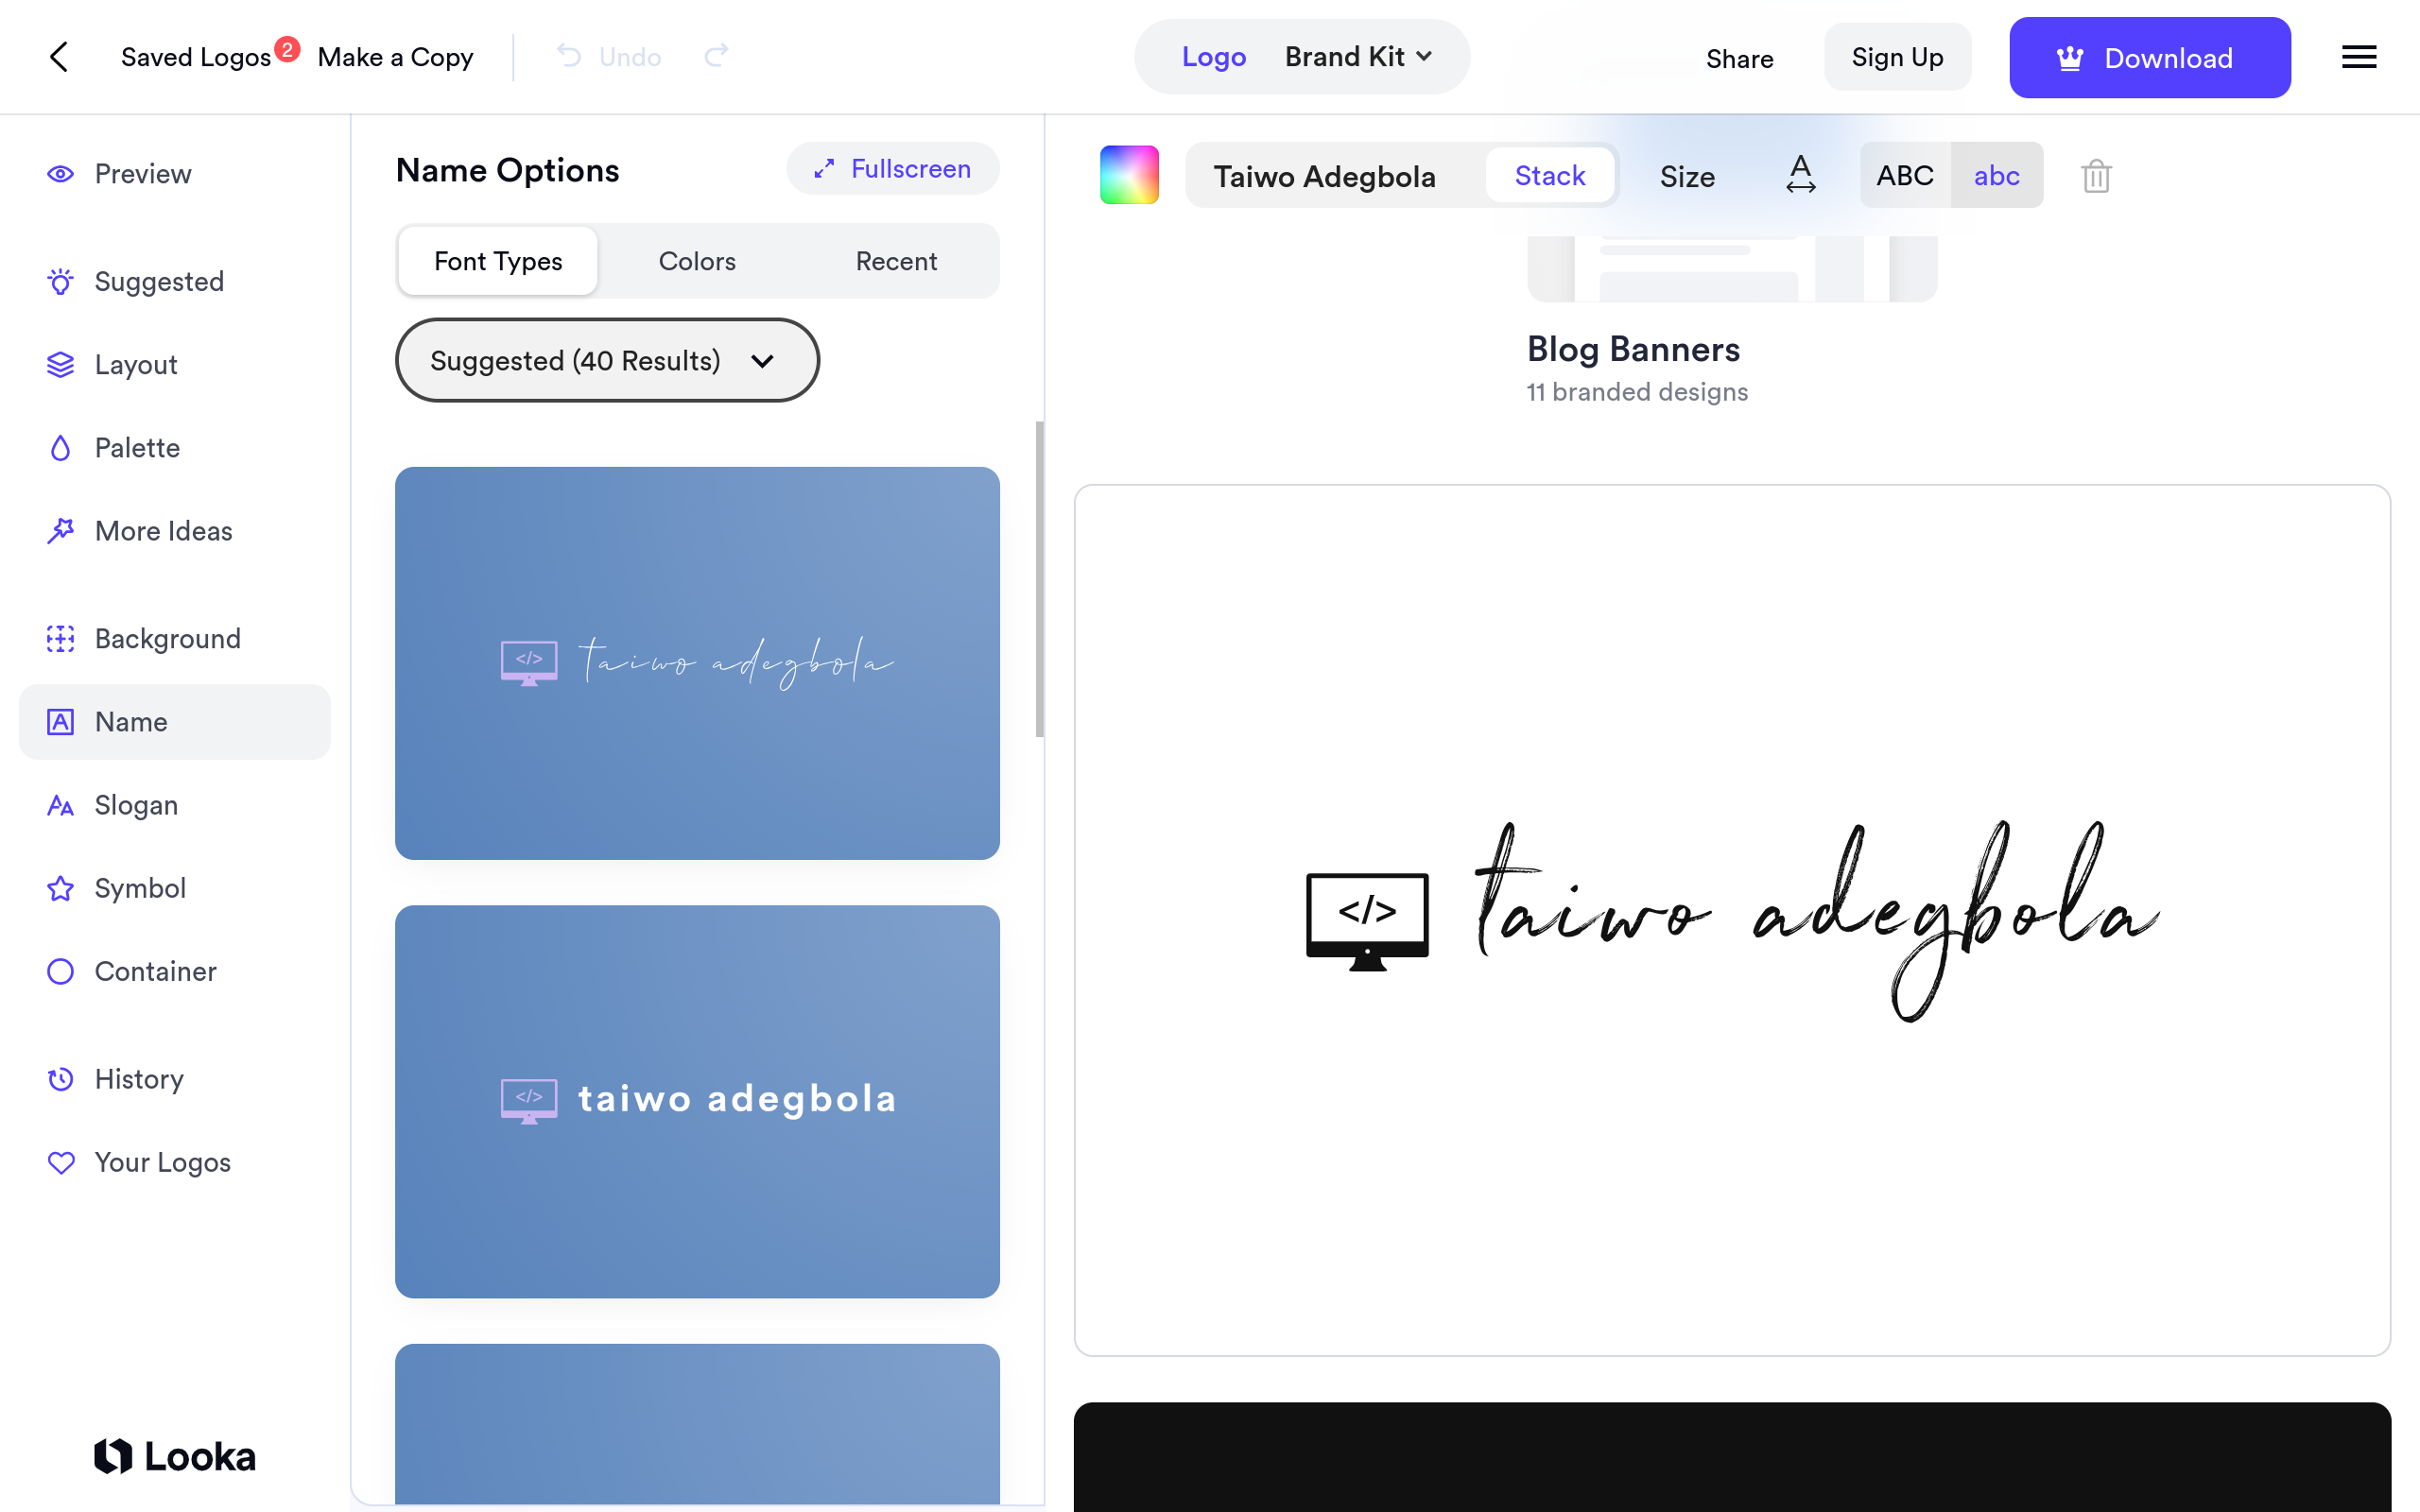 Saved Logos 2 Make a Copy Undo Logo Brand Kit Share Sign Up Download
Preview
Suggested
Layout
Palette
More Ideas
Background
Name
Slogan
Symbol
Container
History
Your Logos
Looka
Name Options Fullscreen
Font Types Colors Recent
Suggested (40 Results)
</> taiwo adegbola
</> taiwo adegbola
Taiwo Adegbola Stack Size A ABC abc
Blog Banners
11 branded designs
</> taiwo adegbola